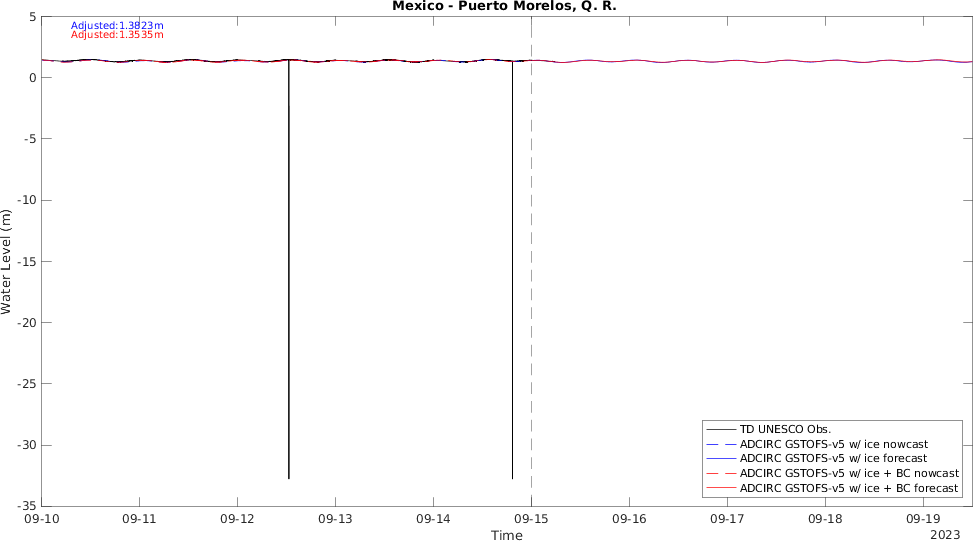 Mexico - Puerto Morelos, Q. R.
Adjusted:1.3823m
Adjusted:1.3535m
5
0
-5
-10
-15
-20
-25
-30
-35
Water Level (m)
TD UNESCO Obs.
ADCIRC GSTOFS-v5 w/ ice nowcast
ADCIRC GSTOFS-v5 w/ ice forecast
ADCIRC GSTOFS-v5 w/ ice + BC nowcast
ADCIRC GSTOFS-v5 w/ ice + BC forecast
09-10 09-11 09-12 09-13 09-14 09-15 09-16 09-17 09-18 09-19
Time
2023